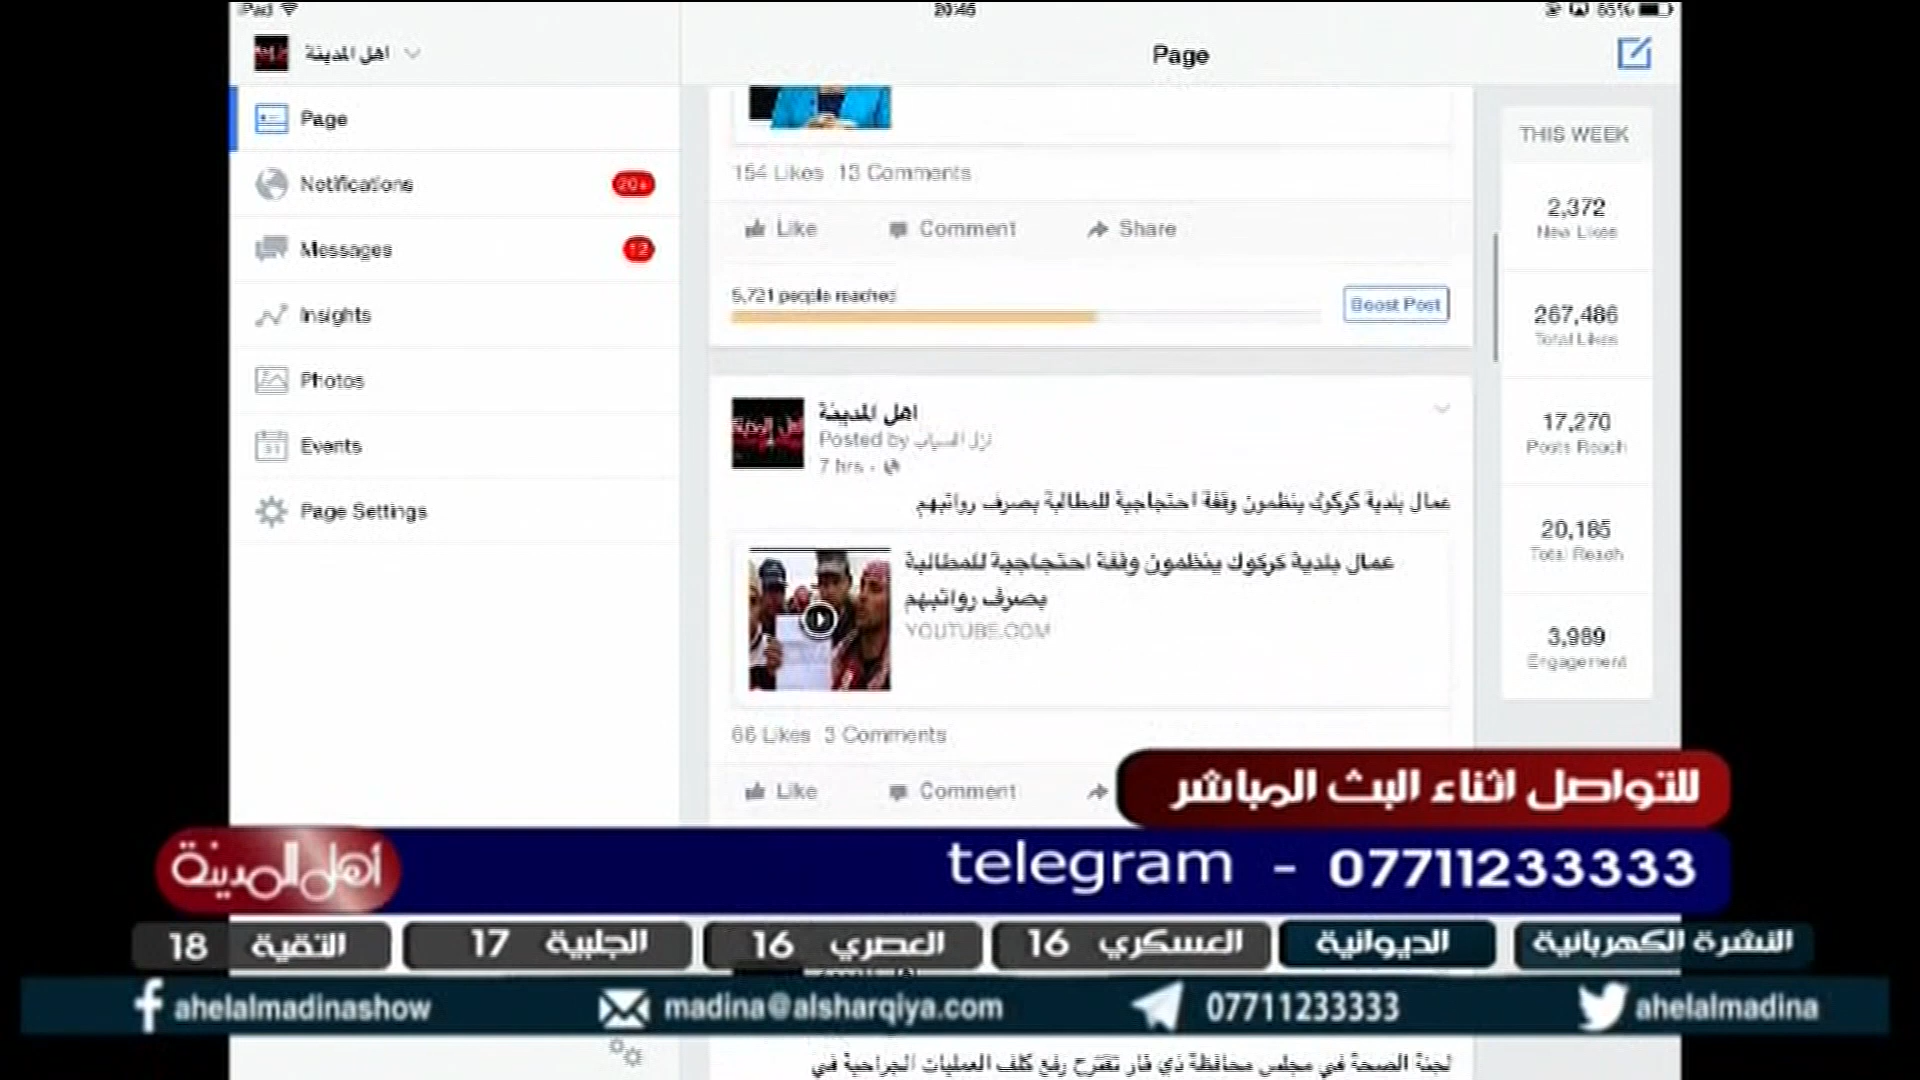 iPad
20:45
اهل المدينة
Page
Page
Notifications
20+
Messages
12
Insights
Photos
Events
Page Settings
154 Likes 13 Comments
Like
Comment
Share
5,721 people reached
Boost Post
THIS WEEK
2,372
New Likes
267,486
Total Likes
17,270
Posts Reach
20,185
Total Reach
3,989
Engagement
اهل المدينة
Posted by
7 hrs
عمال بلدية كركوك ينظمون وقفة احتجاجية للمطالبة بصرف رواتبهم
عمال بلدية كركوك ينظمون وقفة احتجاجية للمطالبة
بصرف رواتبهم
YOUTUBE.COM
3 Comments
Like
Comment
للتواصل اثناء البث المباشر
telegram - 07711233333
أهل المدينة
النشرة الكهربائية
الديوانية
العسكري 16
العصري 16
الجلبية 17
التقية 18
ahelalmadinashow
madina@alsharqiya.com
07711233333
ahelalmadina
لجنة الصحة في مجلس محافظة ذي قار تقترح رفع كلف العمليات الجراحية في